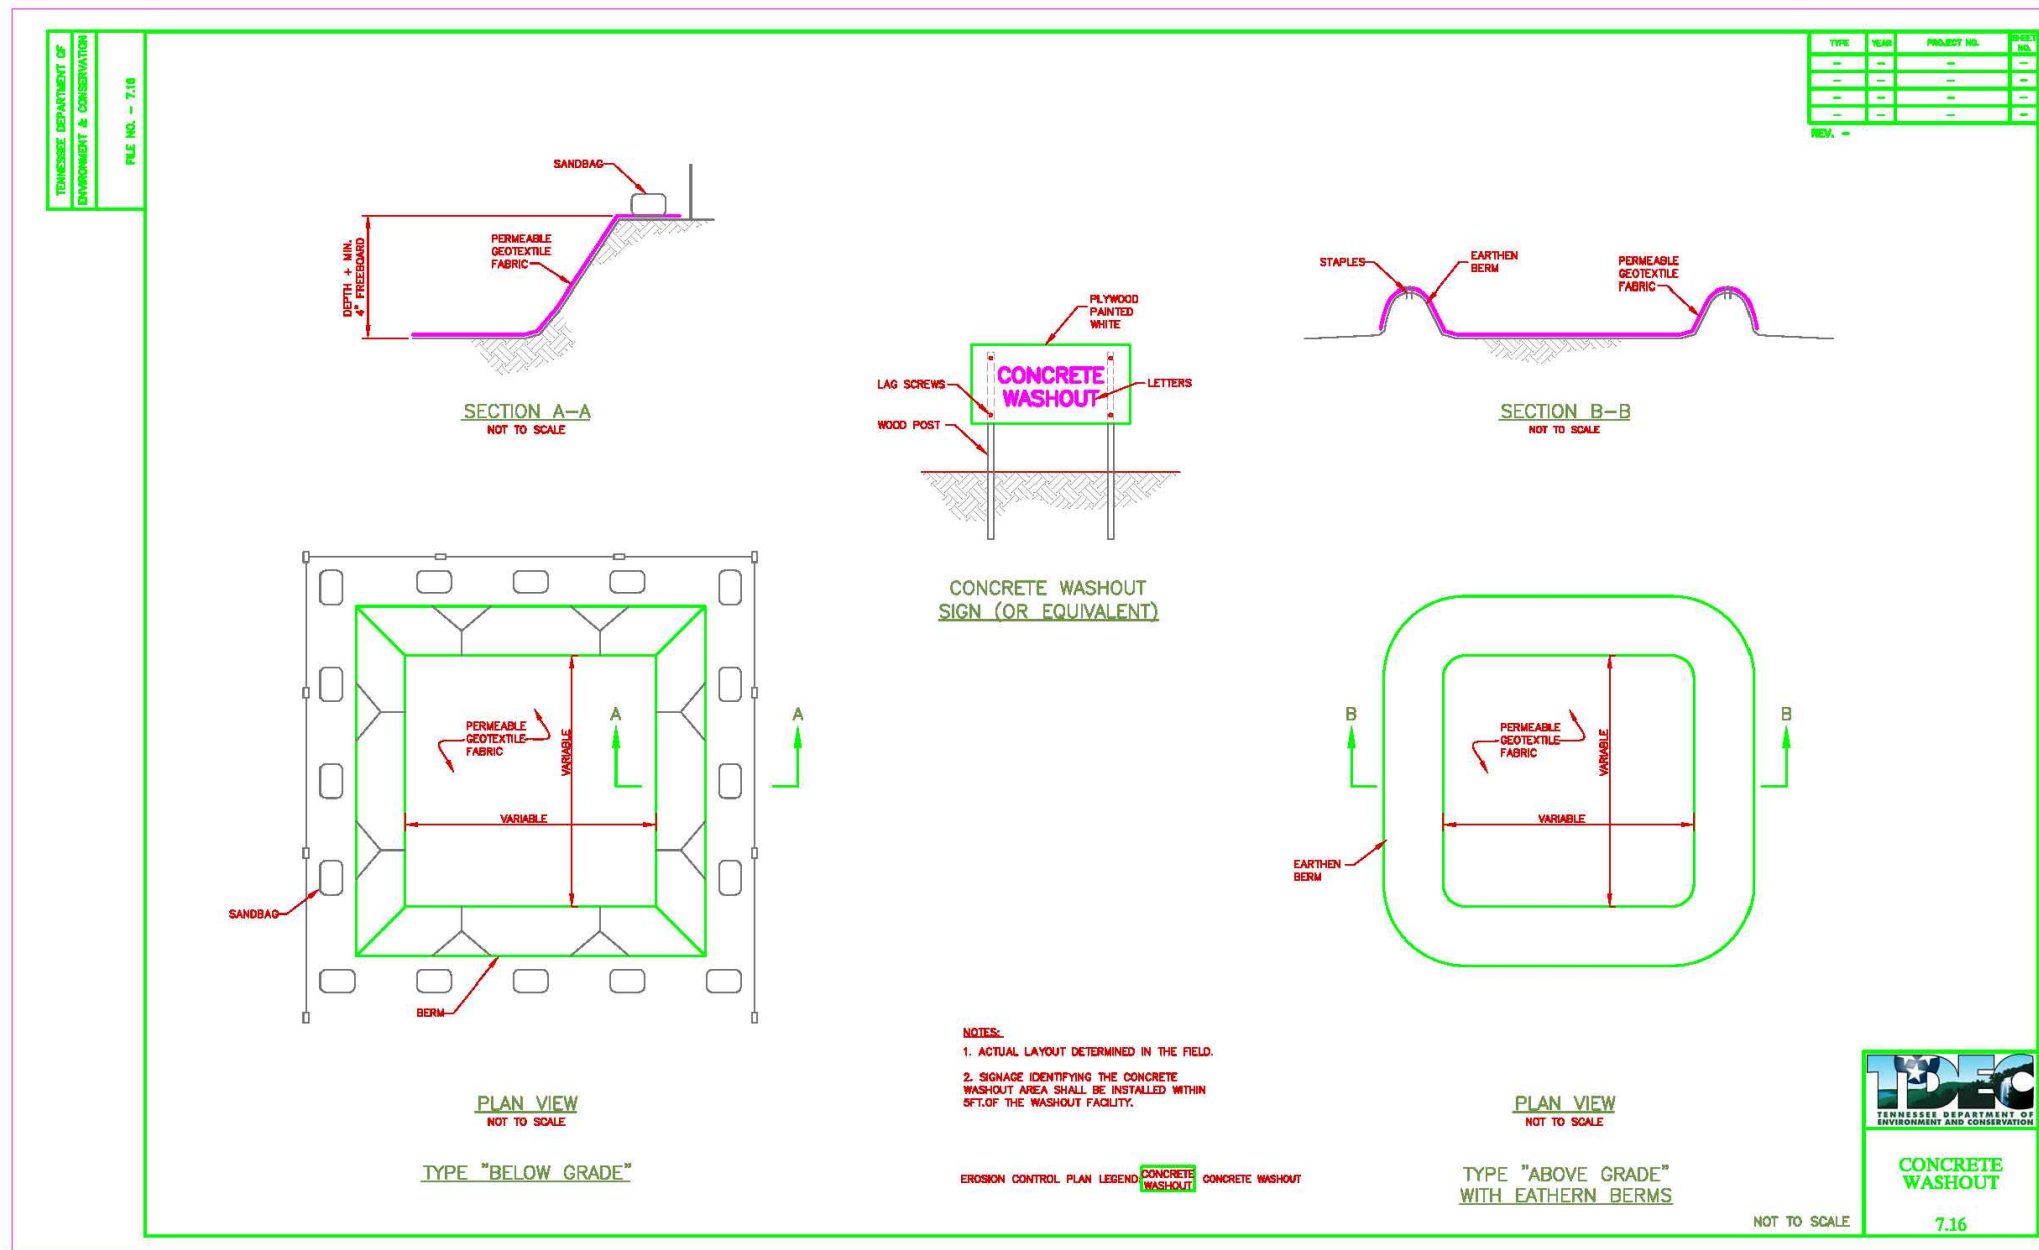 TENNESSEE DEPARTMENT OF
ENVIRONMENT & CONSERVATION
FILE NO. - 7.16
TYPE YEAR PROJECT NO. SHEET NO.
- - - -
- - - -
- - - -
- - - -
REV. -
SANDBAG
PERMEABLE
GEOTEXTILE
FABRIC
DEPTH + MIN.
4" FREEBOARD
SECTION A-A
NOT TO SCALE
PLYWOOD
PAINTED
WHITE
CONCRETE
WASHOUT
LAG SCREWS
LETTERS
WOOD POST
CONCRETE WASHOUT
SIGN (OR EQUIVALENT)
STAPLES
EARTHEN
BERM
PERMEABLE
GEOTEXTILE
FABRIC
SECTION B-B
NOT TO SCALE
PERMEABLE
GEOTEXTILE
FABRIC
VARIABLE
VARIABLE
A
A
SANDBAG
BERM
PLAN VIEW
NOT TO SCALE
TYPE "BELOW GRADE"
B
B
PERMEABLE
GEOTEXTILE
FABRIC
VARIABLE
VARIABLE
EARTHEN
BERM
PLAN VIEW
NOT TO SCALE
TYPE "ABOVE GRADE"
WITH EATHERN BERMS
NOTES:
1. ACTUAL LAYOUT DETERMINED IN THE FIELD.
2. SIGNAGE IDENTIFYING THE CONCRETE
WASHOUT AREA SHALL BE INSTALLED WITHIN
5FT.OF THE WASHOUT FACILITY.
EROSION CONTROL PLAN LEGEND:
CONCRETE
WASHOUT
CONCRETE WASHOUT
NOT TO SCALE
TDEC
TENNESSEE DEPARTMENT OF
ENVIRONMENT AND CONSERVATION
CONCRETE
WASHOUT
7.16